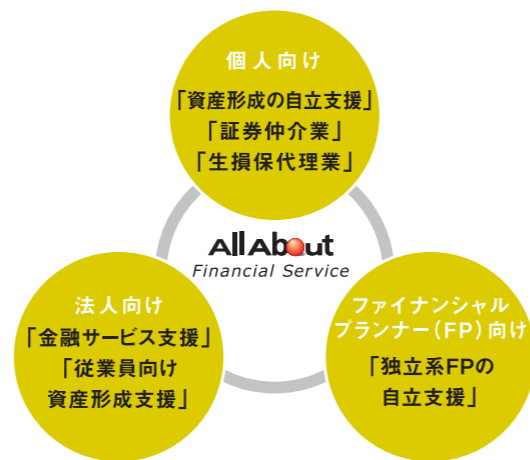 個人向け
「資産形成の自立支援」
「証券仲介業」
「生損保代理業」
AllAbout
Financial Service
法人向け
「金融サービス支援」
「従業員向け
資産形成支援」
ファイナンシャル
プランナー(FP)向け
「独立系FPの
自立支援」